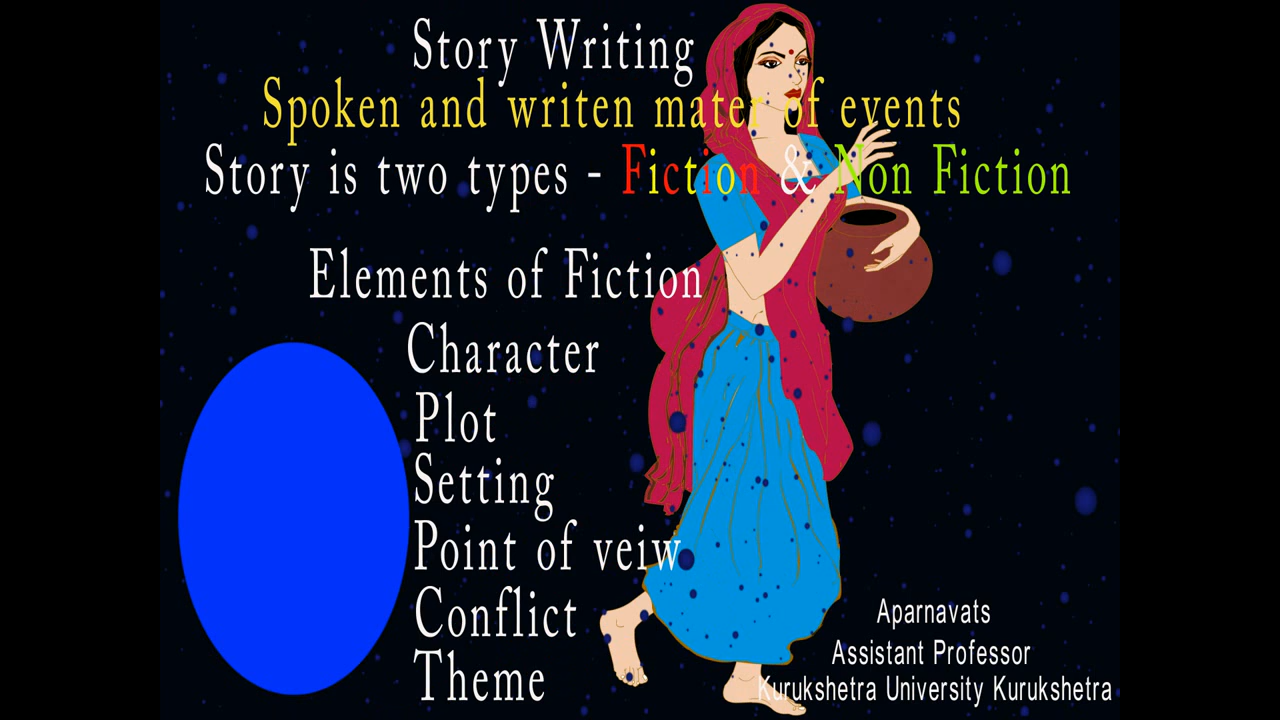 Story Writing
Spoken and writen mater of events
Story is two types - Fiction & Non Fiction
Elements of Fiction
Character
Plot
Setting
Point of veiw
Conflict
Theme
Aparnavats
Assistant Professor
Kurukshetra University Kurukshetra